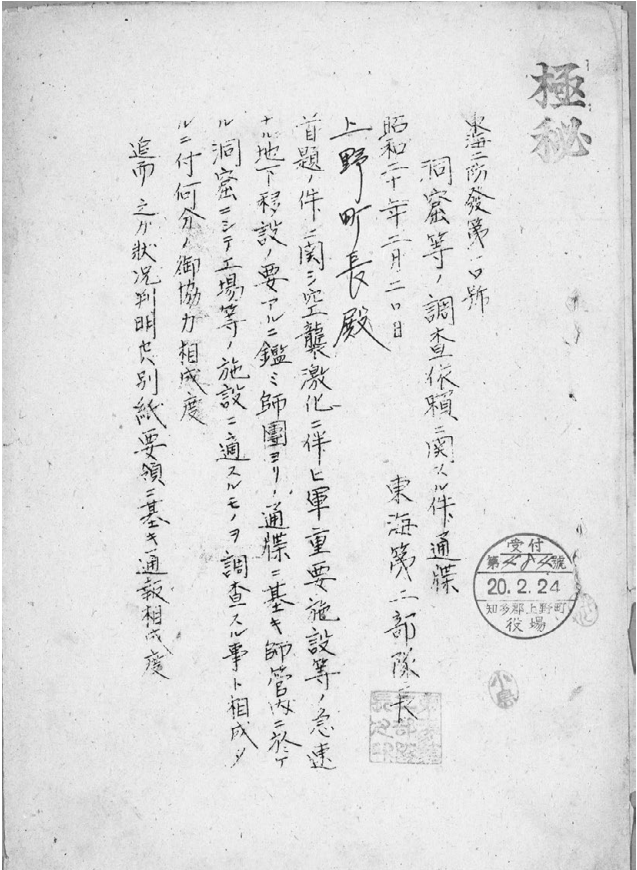 極秘
東海二防發第一〇號
洞窟等ノ調査依頼ニ関スル件通牒
昭和二十年二月二〇日
東海第二部隊長
上野町長殿
首題ノ件ニ関シ空襲激化ニ伴ヒ軍重要施設等ノ急速
ナル地下移設ノ要アルニ鑑ミ師團ヨリノ通牒ニ基キ師管内ニ於ケ
ル洞窟ニシテ工場等ノ施設ニ適スルモノヲ調査スル事ト相成タ
ルニ付何分ノ御協力相成度
追而之ガ状况判明セバ別紙要領ニ基キ通報相成度
受付
第 號
20.2.24
知多郡上野町
役場
小島